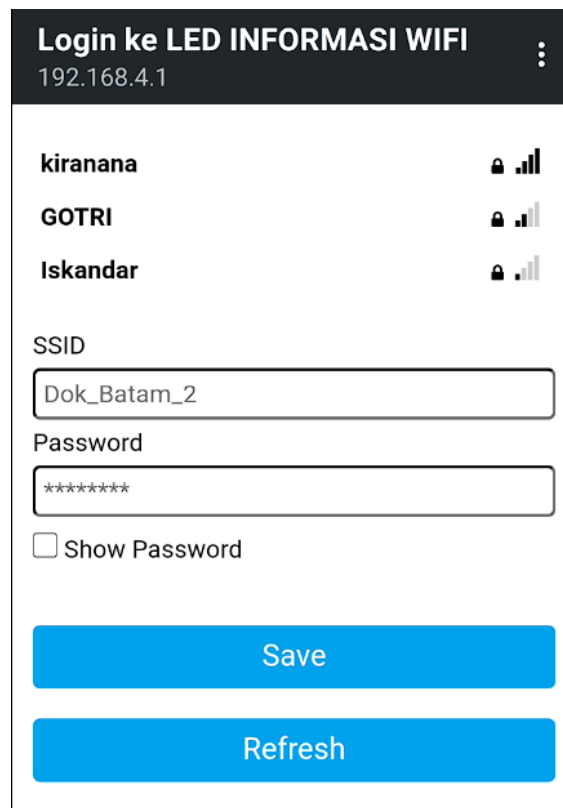 Login ke LED INFORMASI WIFI
192.168.4.1
kiranana
GOTRI
Iskandar
SSID
Dok_Batam_2
Password
********
Show Password
Save
Refresh